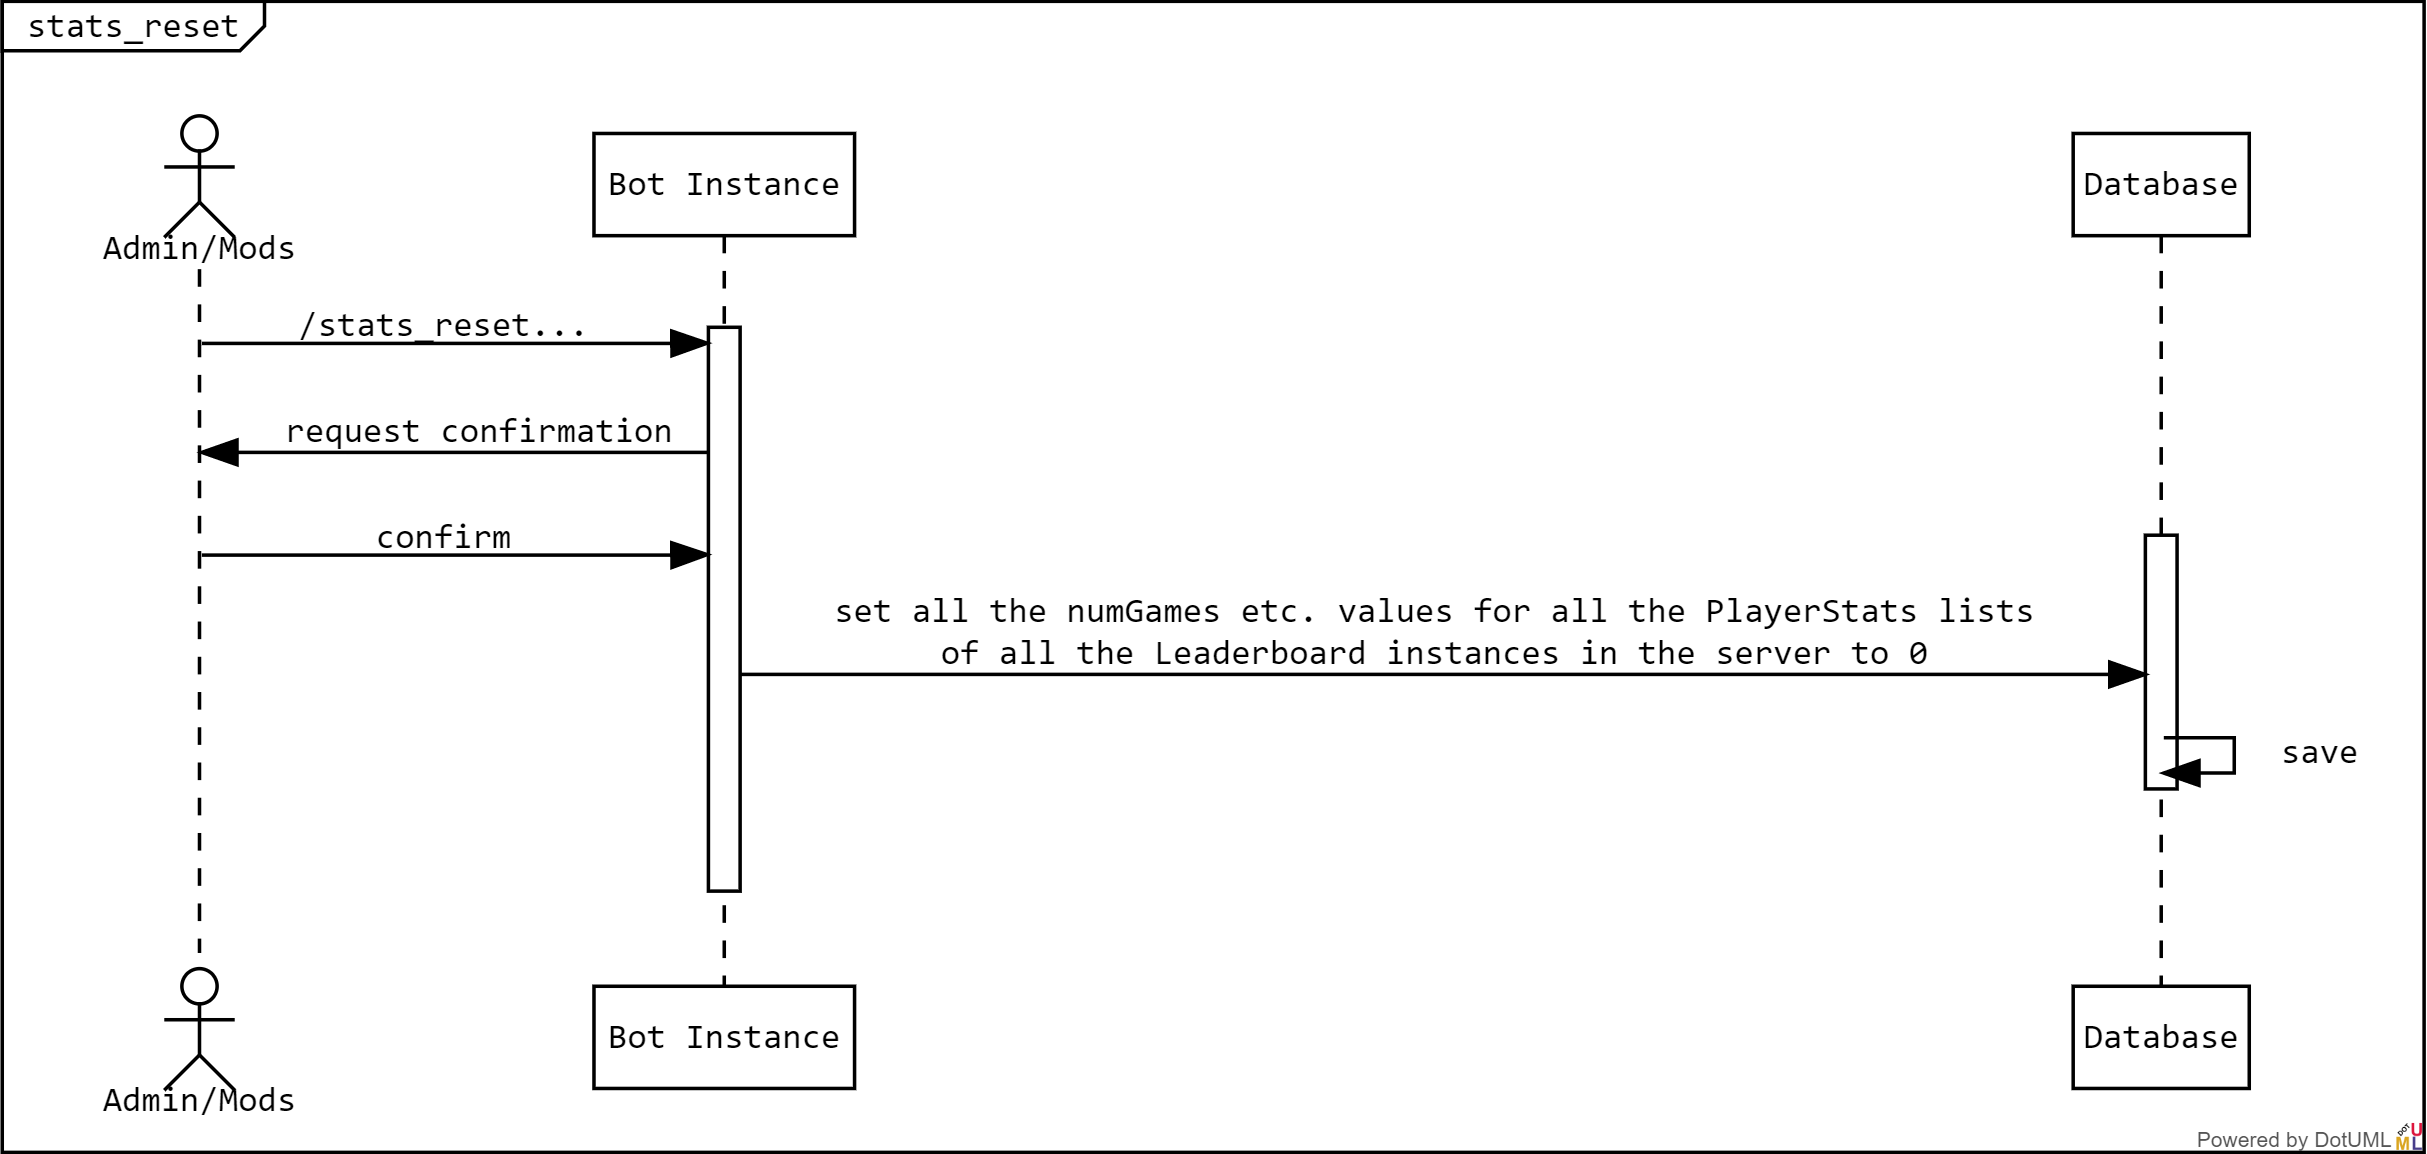 stats_reset
Admin/Mods
Bot Instance
Database
/stats_reset...
request confirmation
confirm
set all the numGames etc. values for all the PlayerStats lists
of all the Leaderboard instances in the server to 0
save
Admin/Mods
Bot Instance
Database
Powered by DotUML
DOT
U
ML